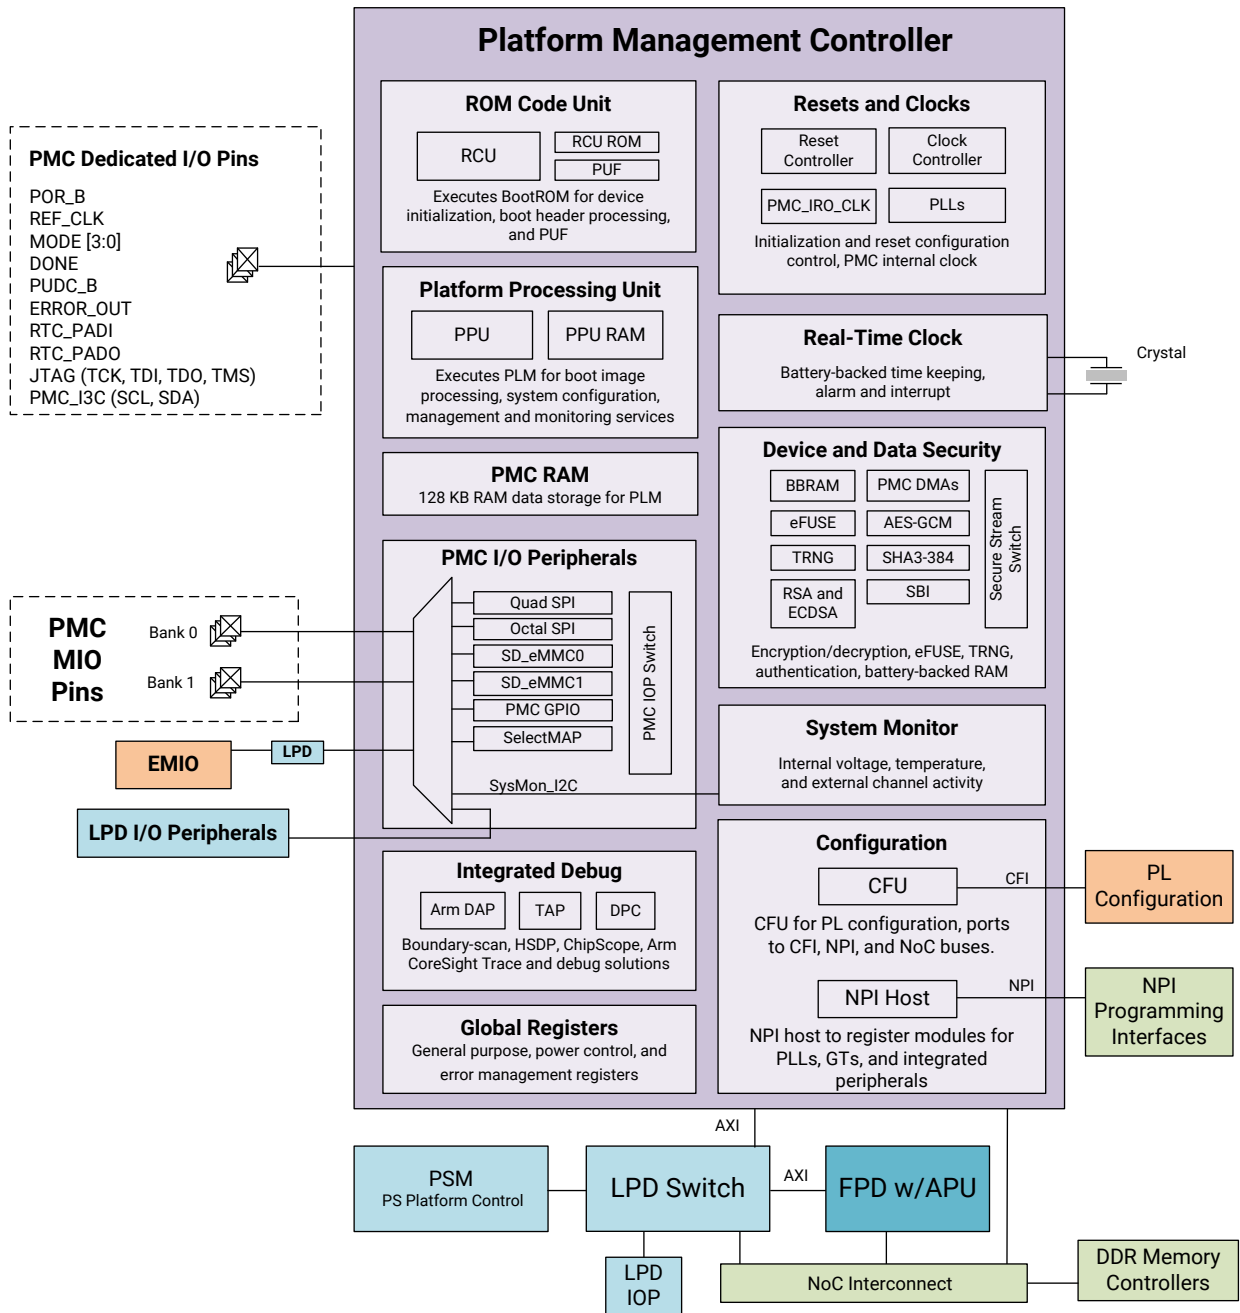 Platform Management Controller
PMC Dedicated I/O Pins
POR_B
REF_CLK
MODE [3:0]
DONE
PUDC_B
ERROR_OUT
RTC_PADI
RTC_PADO
JTAG (TCK, TDI, TDO, TMS)
PMC_I3C (SCL, SDA)
ROM Code Unit
RCU
RCU ROM
PUF
Executes BootROM for device
initialization, boot header processing,
and PUF
Platform Processing Unit
PPU
PPU RAM
Executes PLM for boot image
processing, system configuration,
management and monitoring services
PMC RAM
128 KB RAM data storage for PLM
PMC I/O Peripherals
Quad SPI
Octal SPI
SD_eMMC0
SD_eMMC1
PMC GPIO
SelectMAP
PMC IOP Switch
SysMon_I2C
PMC
MIO
Pins
Bank 0
Bank 1
EMIO
LPD
LPD I/O Peripherals
Integrated Debug
Arm DAP
TAP
DPC
Boundary-scan, HSDP, ChipScope, Arm
CoreSight Trace and debug solutions
Global Registers
General purpose, power control, and
error management registers
Resets and Clocks
Reset
Controller
Clock
Controller
PMC_IRO_CLK
PLLs
Initialization and reset configuration
control, PMC internal clock
Real-Time Clock
Battery-backed time keeping,
alarm and interrupt
Crystal
Device and Data Security
BBRAM
PMC DMAs
eFUSE
AES-GCM
TRNG
SHA3-384
RSA and
ECDSA
SBI
Secure Stream
Switch
Encryption/decryption, eFUSE, TRNG,
authentication, battery-backed RAM
System Monitor
Internal voltage, temperature,
and external channel activity
Configuration
CFU
CFI
CFU for PL configuration, ports
to CFI, NPI, and NoC buses.
NPI Host
NPI
NPI host to register modules for
PLLs, GTs, and integrated
peripherals
PL
Configuration
NPI
Programming
Interfaces
AXI
PSM
PS Platform Control
LPD Switch
AXI
FPD w/APU
LPD
IOP
NoC Interconnect
DDR Memory
Controllers